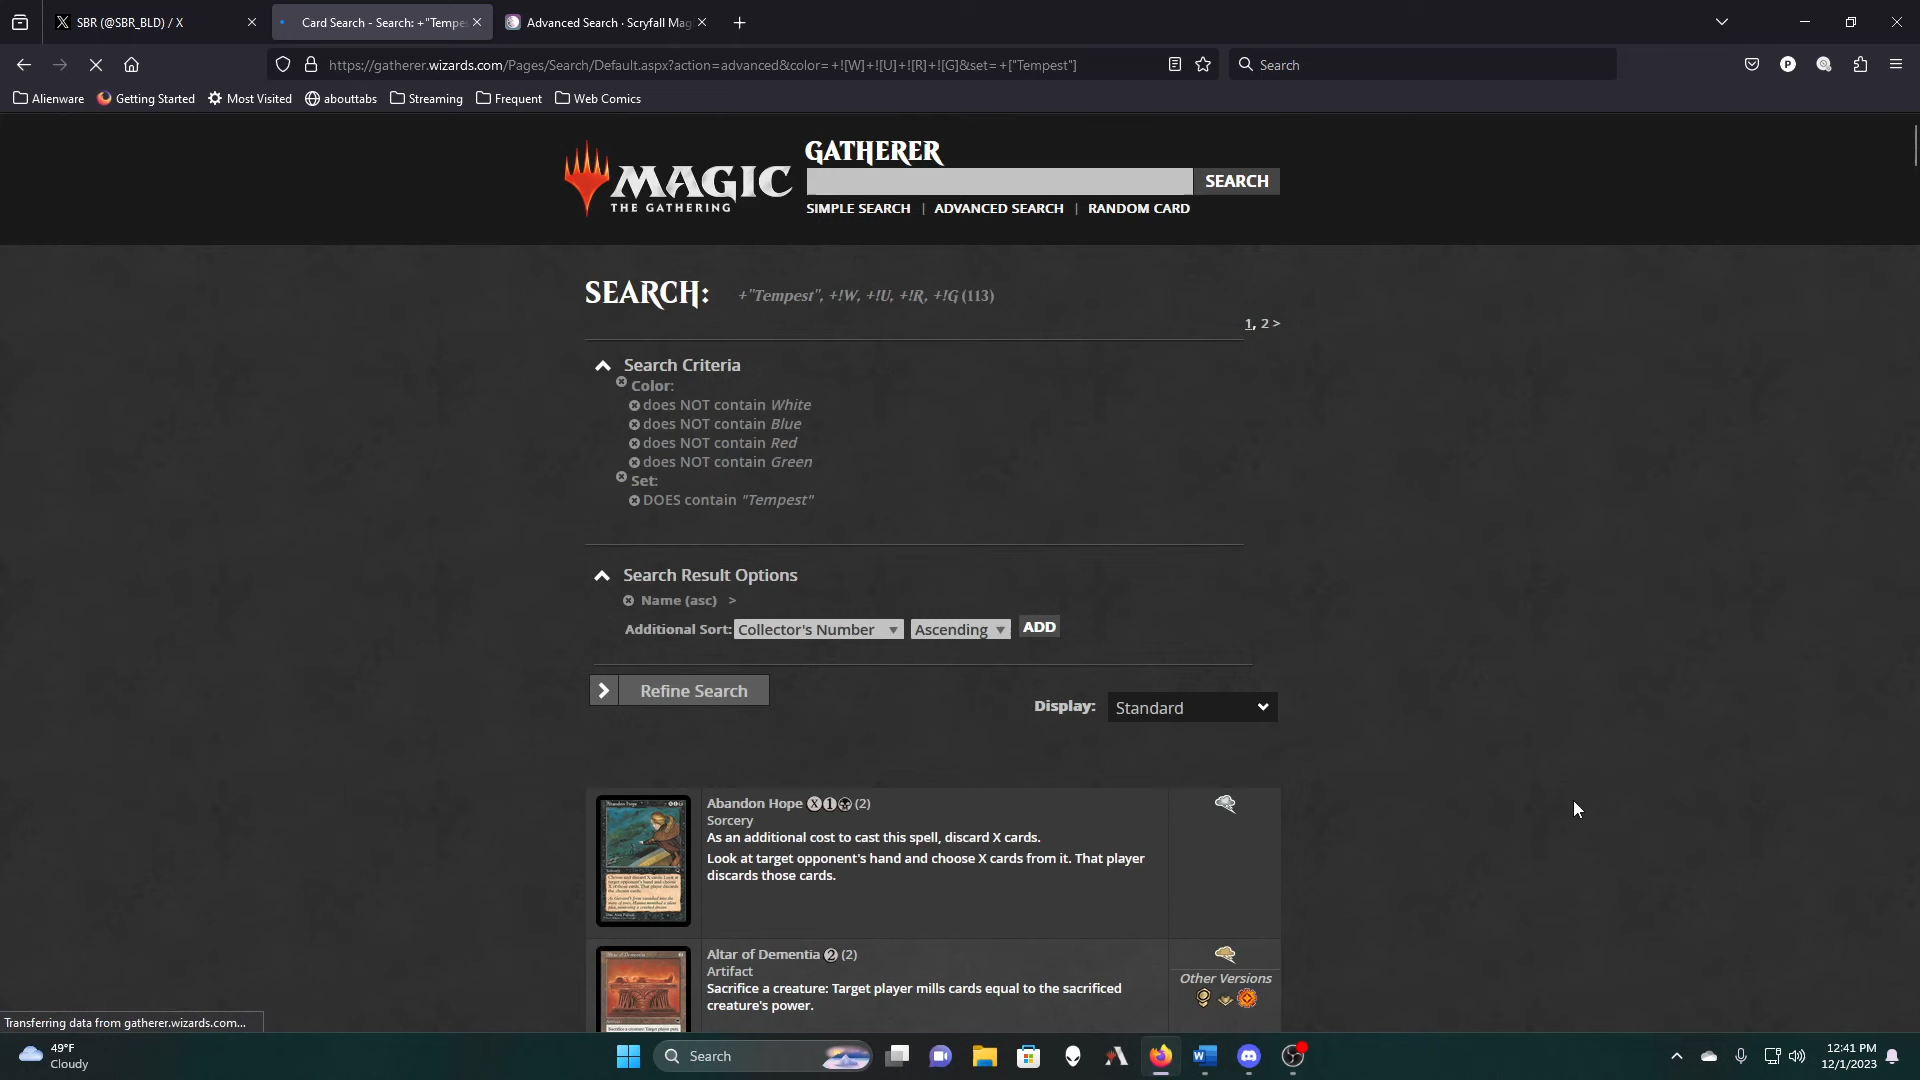 SBR (@SBR_BLD) / X
Card Search - Search: +"Tempe
Advanced Search · Scryfall Mag
https://gatherer.wizards.com/Pages/Search/Default.aspx?action=advanced&color=+![W]+![U]+![R]+![G]&set=+["Tempest"]
Search
Alienware
Getting Started
Most Visited
abouttabs
Streaming
Frequent
Web Comics
MAGIC
THE GATHERING
GATHERER
SEARCH
SIMPLE SEARCH | ADVANCED SEARCH | RANDOM CARD
SEARCH: +"Tempest", +!W, +!U, +!R, +!G (113)
1, 2 >
Search Criteria
Color:
does NOT contain White
does NOT contain Blue
does NOT contain Red
does NOT contain Green
Set:
DOES contain "Tempest"
Search Result Options
Name (asc) >
Additional Sort: Collector's Number Ascending ADD
Refine Search
Display: Standard
Abandon Hope X 1 (2)
Sorcery
As an additional cost to cast this spell, discard X cards.
Look at target opponent's hand and choose X cards from it. That player
discards those cards.
Altar of Dementia 2 (2)
Artifact
Sacrifice a creature: Target player mills cards equal to the sacrificed
creature's power.
Other Versions
Transferring data from gatherer.wizards.com...
49°F
Cloudy
Search
12:41 PM
12/1/2023